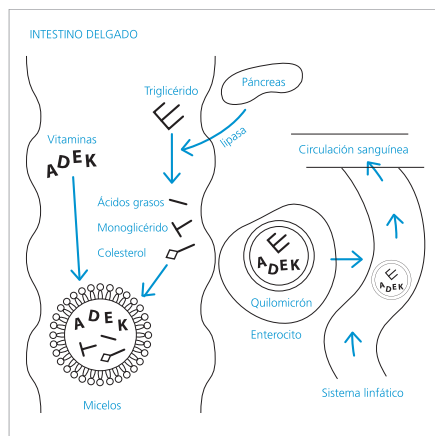 INTESTINO DELGADO
Triglicérido
Páncreas
lipasa
Vitaminas
ADEK
Circulación sanguínea
Ácidos grasos
Monoglicérido
Colesterol
E
ADEK
Quilomicrón
Enterocito
E
ADEK
ADEK
Micelos
Sistema linfático